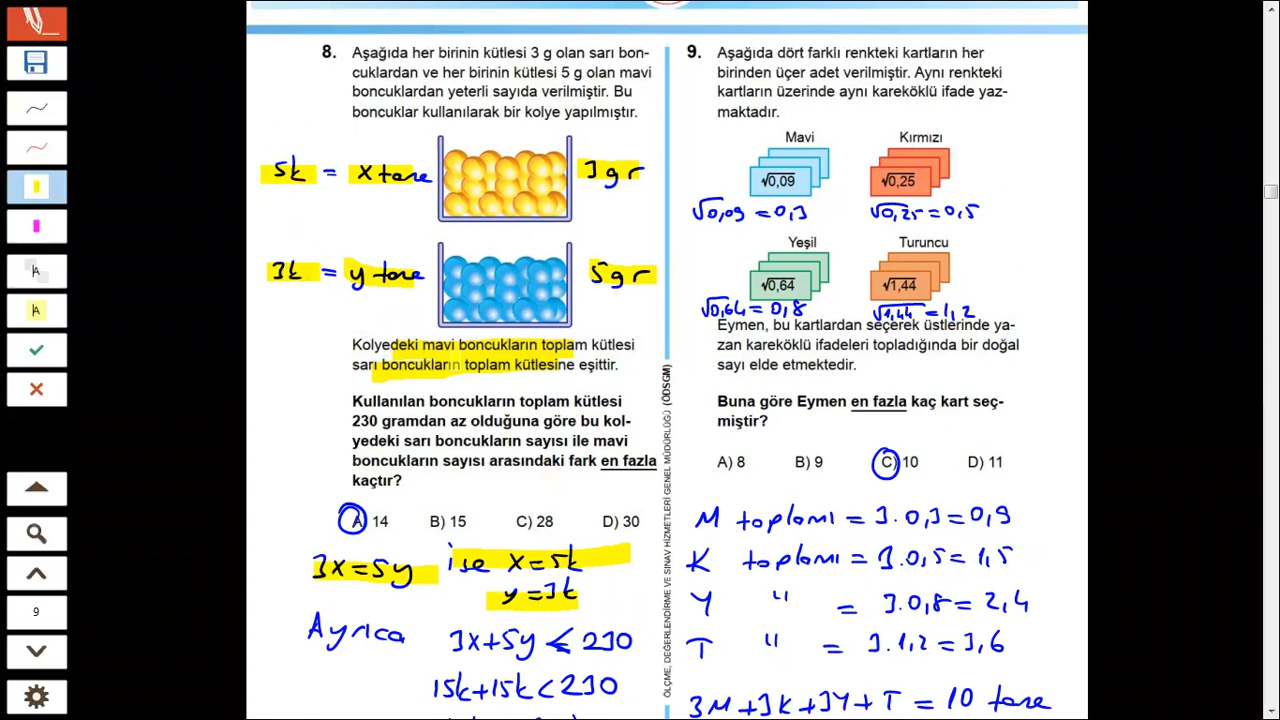 8. Aşağıda her birinin kütlesi 3 g olan sarı bon-
cuklardan ve her birinin kütlesi 5 g olan mavi
boncuklardan yeterli sayıda verilmiştir. Bu
boncuklar kullanılarak bir kolye yapılmıştır.
5k = x tane 3gr
3k = y tane 5gr
Kolyedeki mavi boncukların toplam kütlesi
sarı boncukların toplam kütlesine eşittir.
Kullanılan boncukların toplam kütlesi
230 gramdan az olduğuna göre bu kol-
yedeki sarı boncukların sayısı ile mavi
boncukların sayısı arasındaki fark en fazla
kaçtır?
A) 14 B) 15 C) 28 D) 30
3x=5y ise x=5k
y=3k
Ayrıca 3x+5y < 230
15k+15k<230
ÖLÇME, DEĞERLENDİRME VE SINAV HİZMETLERİ GENEL MÜDÜRLÜĞÜ (ÖDSGM)
9. Aşağıda dört farklı renkteki kartların her
birinden üçer adet verilmiştir. Aynı renkteki
kartların üzerinde aynı kareköklü ifade yaz-
maktadır.
Mavi Kırmızı
√0,09 √0,25
√0,09 =0,3 √0,25=0,5
Yeşil Turuncu
√0,64 √1,44
√0,64=0,8 √1,44 =1,2
Eymen, bu kartlardan seçerek üstlerinde ya-
zan kareköklü ifadeleri topladığında bir doğal
sayı elde etmektedir.
Buna göre Eymen en fazla kaç kart seç-
miştir?
A) 8 B) 9 C) 10 D) 11
M toplamı = 3.0,3=0,9
K toplamı = 3.0,5=1,5
Y " = 3.0,8=2,4
T " = 3.1,2=3,6
3M+3K+3Y+T = 10 tane
A
A
9